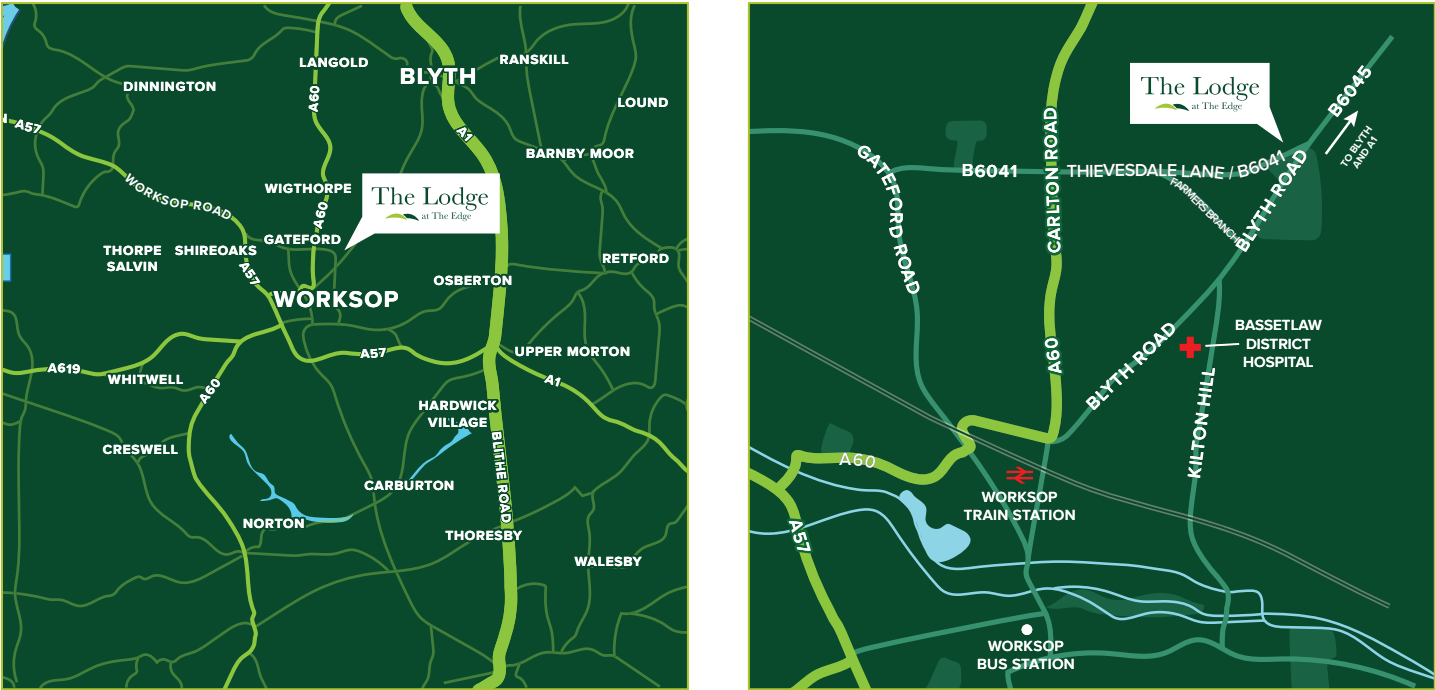 LANGOLD
BLYTH
RANSKILL
DINNINGTON
A60
LOUND
A57
A1
BARNBY MOOR
WORKSOP ROAD
WIGTHORPE
The Lodge
at The Edge
A60
GATEFORD
THORPE
SALVIN
SHIREOAKS
A57
RETFORD
OSBERTON
WORKSOP
A57
UPPER MORTON
A619
WHITWELL
A60
A1
HARDWICK
VILLAGE
CRESWELL
BLITHE ROAD
CARBURTON
NORTON
THORESBY
WALESBY
The Lodge
at The Edge
B6045
TO BLYTH
AND A1
GATEFORD ROAD
B6041
CARLTON ROAD
THIEVESDALE LANE / B6041
FARMERS BRANCH
BLYTH ROAD
A60
BLYTH ROAD
BASSETLAW
DISTRICT
HOSPITAL
KILTON HILL
A60
WORKSOP
TRAIN STATION
A57
WORKSOP
BUS STATION